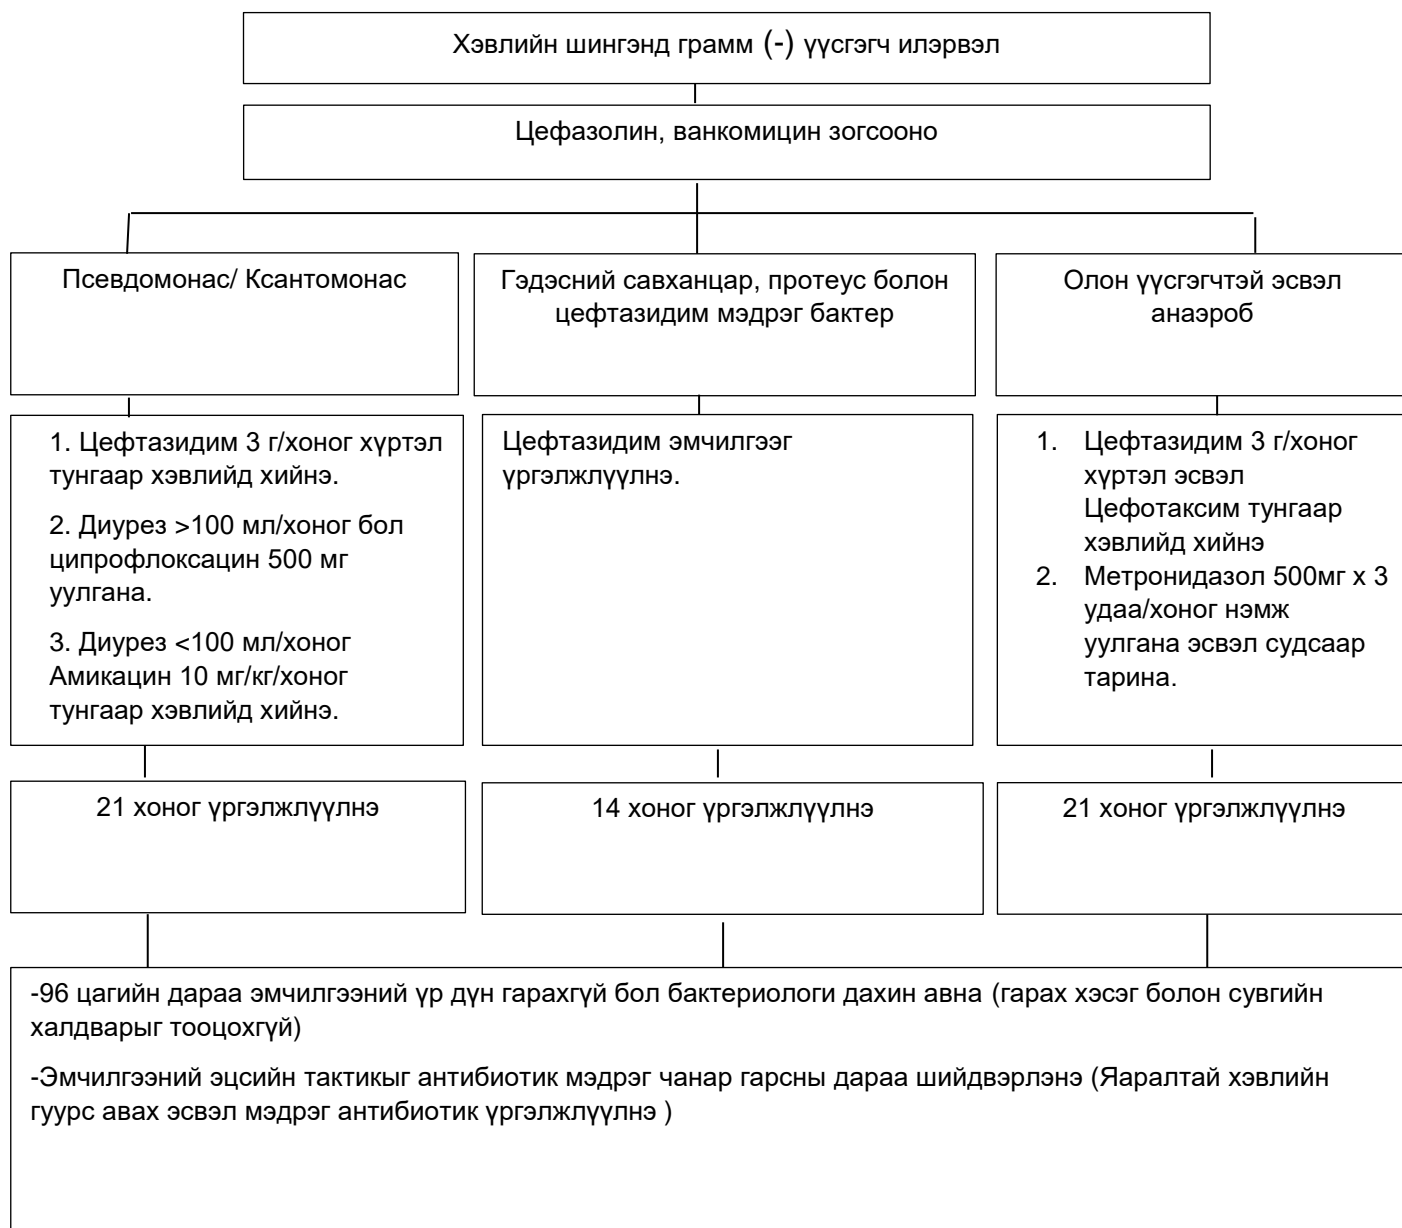 Хэвлийн шингэнд грамм (-) үүсгэгч илэрвэл
Цефазолин, ванкомицин зогсооно
Псевдомонас/ Ксантомонас
Гэдэсний савханцар, протеус болон
цефтазидим мэдрэг бактер
Олон үүсгэгчтэй эсвэл
анаэроб
1. Цефтазидим 3 г/хоног хүртэл
тунгаар хэвлийд хийнэ.
2. Диурез >100 мл/хоног бол
ципрофлоксацин 500 мг
уулгана.
3. Диурез <100 мл/хоног
Амикацин 10 мг/кг/хоног
тунгаар хэвлийд хийнэ.
Цефтазидим эмчилгээг
үргэлжлүүлнэ.
1. Цефтазидим 3 г/хоног
хүртэл эсвэл
Цефотаксим тунгаар
хэвлийд хийнэ
2. Метронидазол 500мг x 3
удаа/хоног нэмж
уулгана эсвэл судсаар
тарина.
21 хоног үргэлжлүүлнэ
14 хоног үргэлжлүүлнэ
21 хоног үргэлжлүүлнэ
-96 цагийн дараа эмчилгээний үр дүн гарахгүй бол бактериологи дахин авна (гарах хэсэг болон сувгийн
халдварыг тооцохгүй)
-Эмчилгээний эцсийн тактикыг антибиотик мэдрэг чанар гарсны дараа шийдвэрлэнэ (Яаралтай хэвлийн
гуурс авах эсвэл мэдрэг антибиотик үргэлжлүүлнэ )